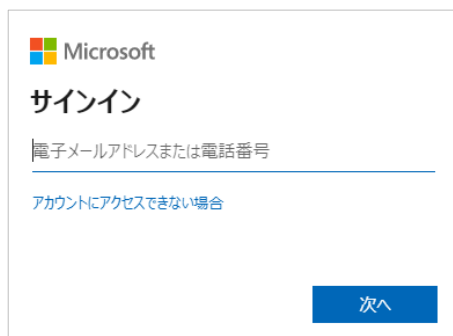 Microsoft
サインイン
電子メールアドレスまたは電話番号
アカウントにアクセスできない場合
次へ